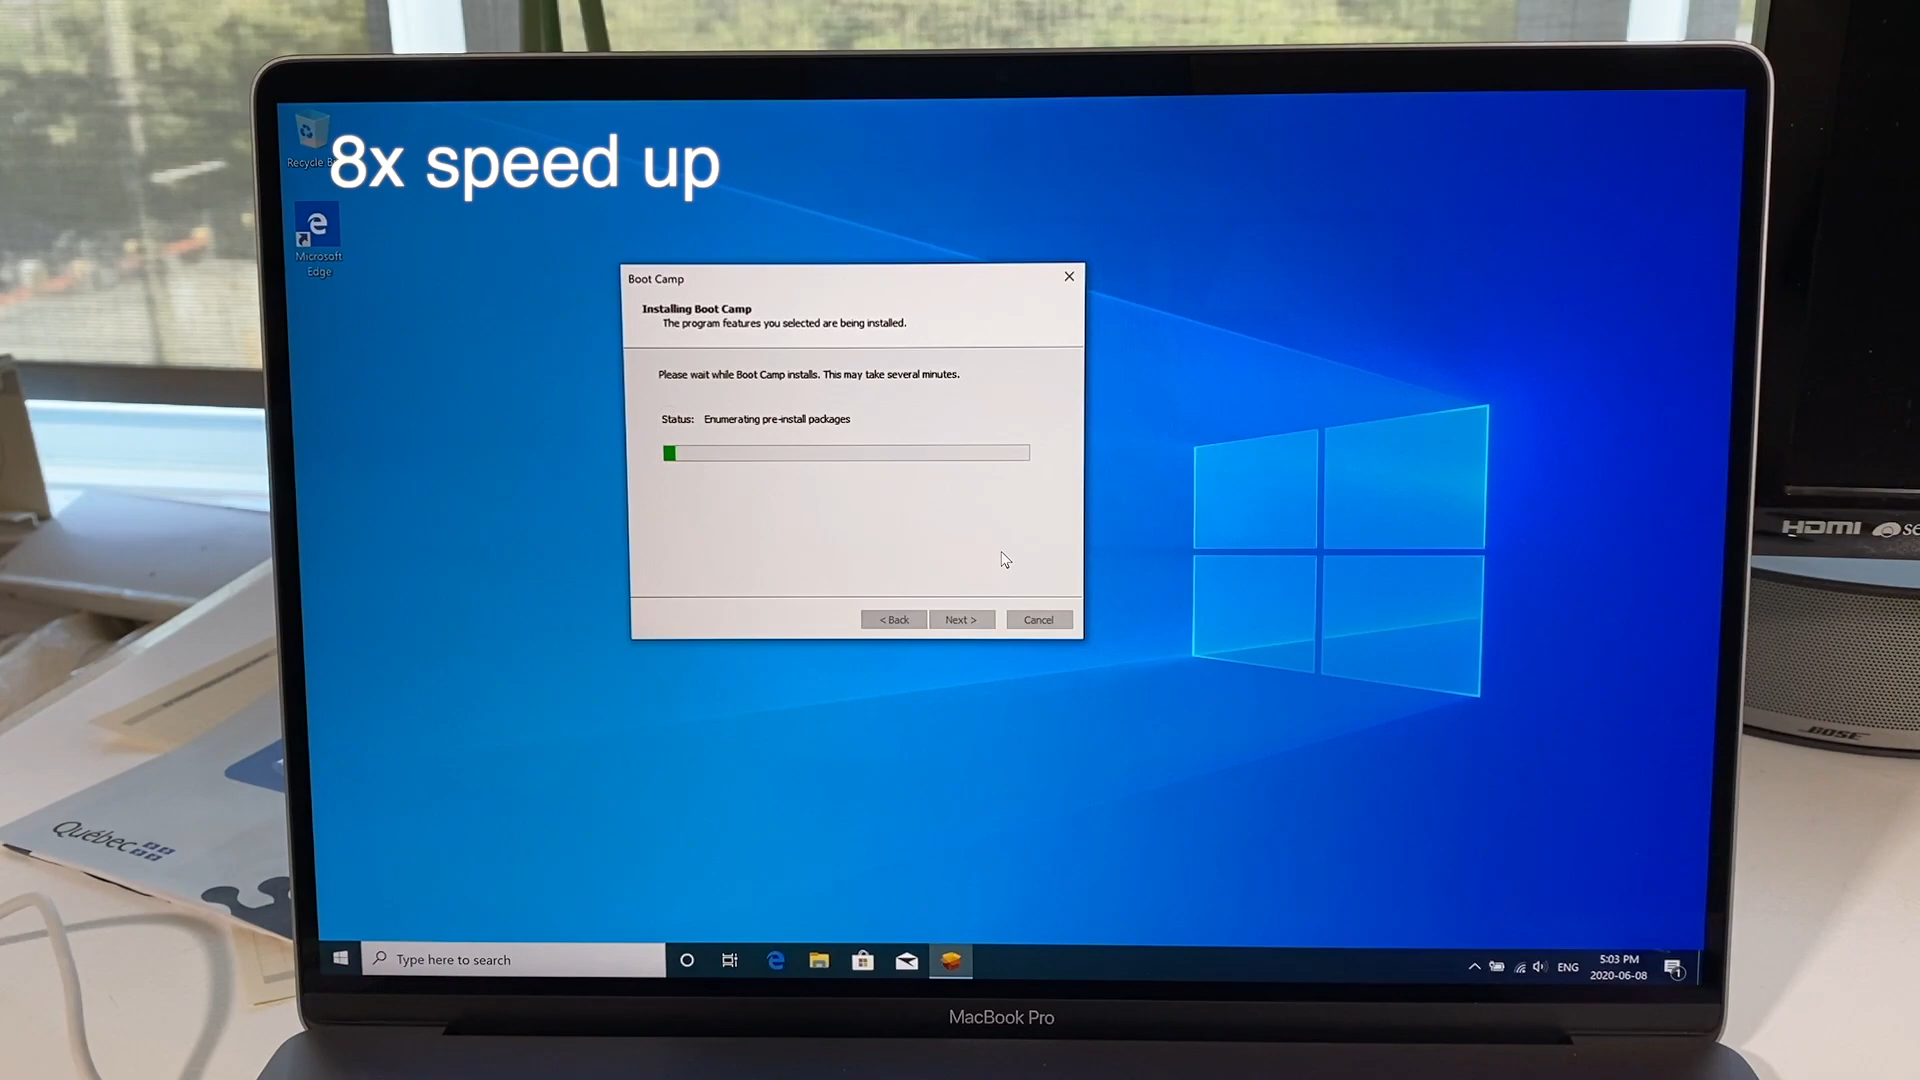 8x speed up
Recycle B
Microsoft
Edge
Boot Camp
Installing Boot Camp
The program features you selected are being installed.
Please wait while Boot Camp installs. This may take several minutes.
Status: Enumerating pre-install packages
< Back Next > Cancel
Type here to search
ENG
5:03 PM
2020-06-08
1
MacBook Pro
HDMI
BOSE
Québec